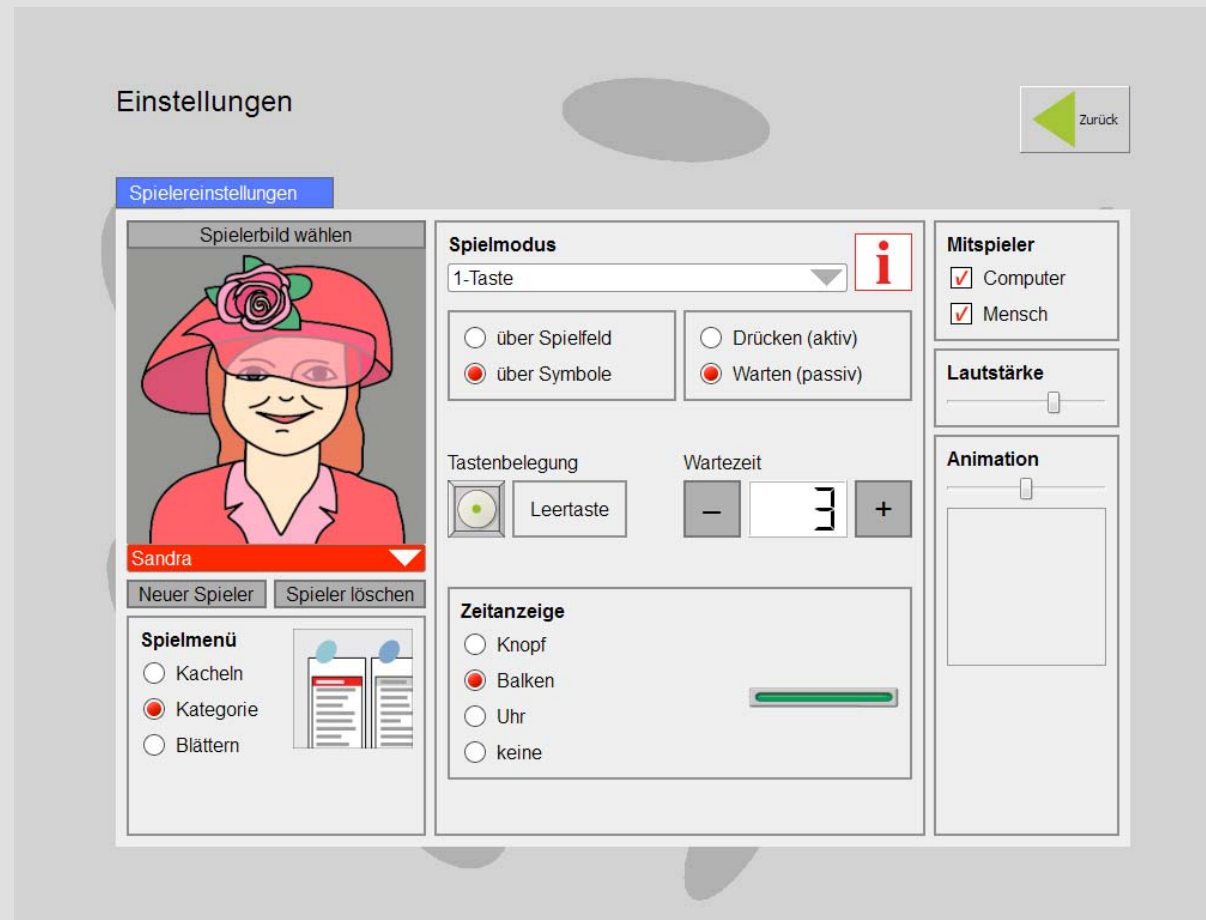 Einstellungen
Zurück
Spielereinstellungen
Spielerbild wählen
Sandra
Neuer Spieler
Spieler löschen
Spielmenü
Kacheln
Kategorie
Blättern
Spielmodus
1-Taste
i
über Spielfeld
über Symbole
Drücken (aktiv)
Warten (passiv)
Tastenbelegung
Leertaste
Wartezeit
– 3 +
Zeitanzeige
Knopf
Balken
Uhr
keine
Mitspieler
Computer
Mensch
Lautstärke
Animation